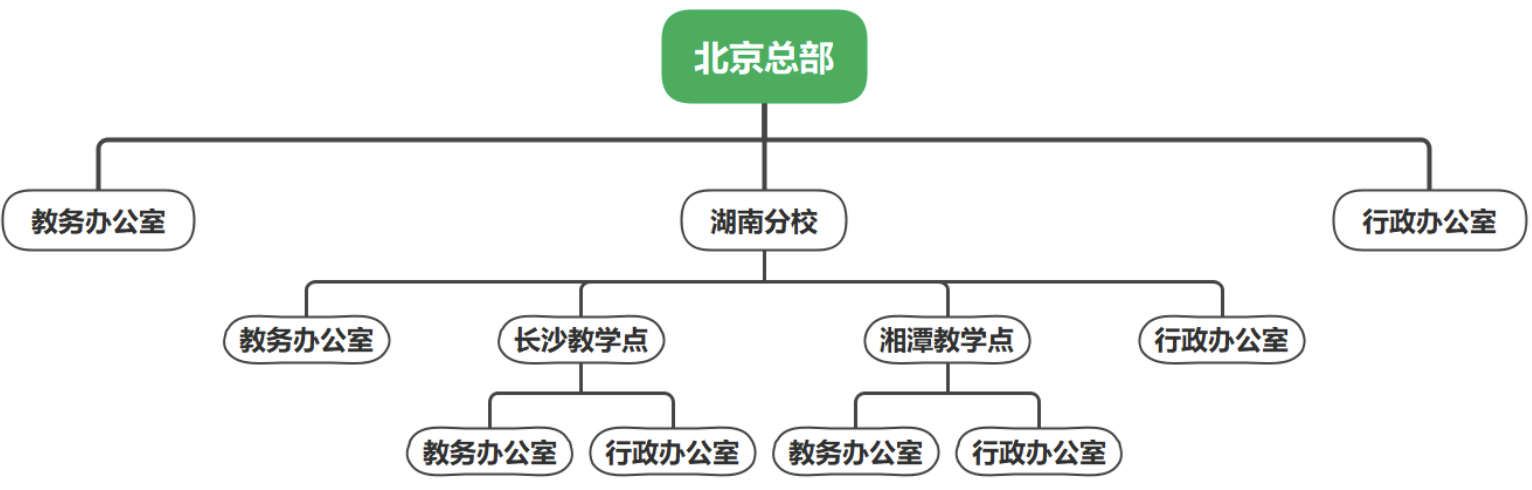 北京总部
教务办公室
湖南分校
行政办公室
教务办公室
长沙教学点
湘潭教学点
行政办公室
教务办公室
行政办公室
教务办公室
行政办公室